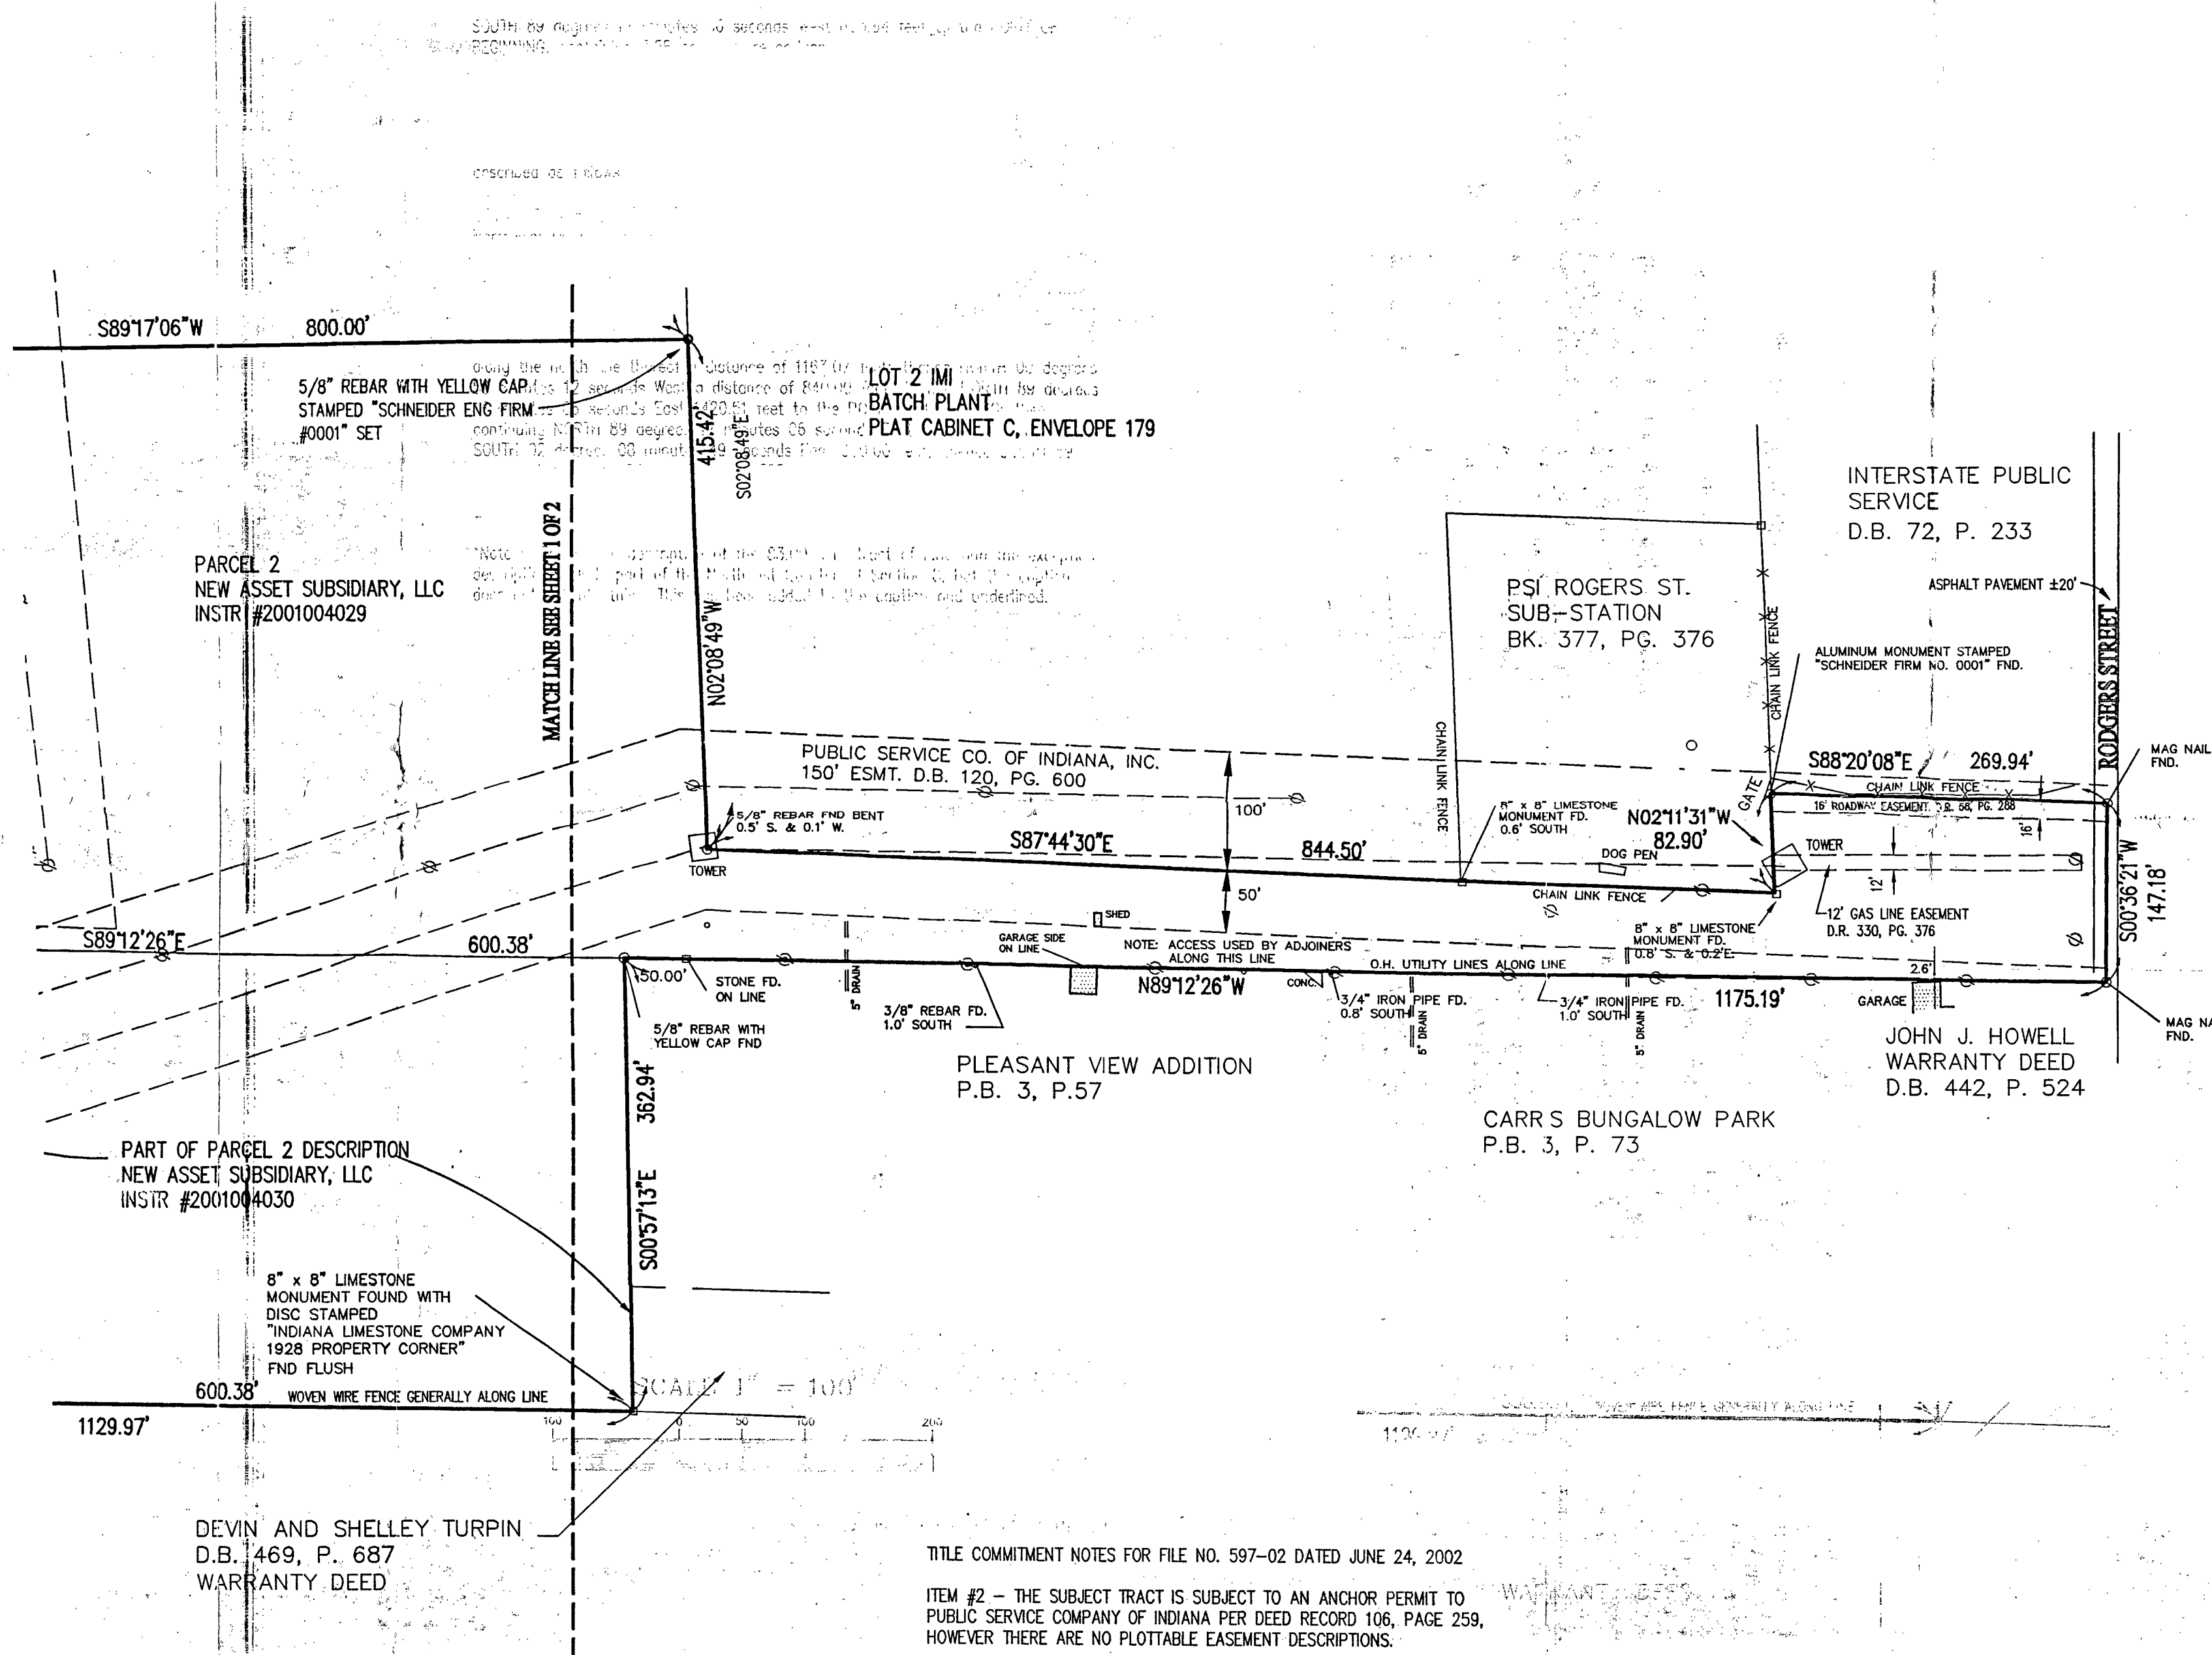 S89°17'06"W
800.00'
5/8" REBAR WITH YELLOW CAP
STAMPED "SCHNEIDER ENG FIRM
#0001" SET
LOT 2 IMI
BATCH PLANT
PLAT CABINET C, ENVELOPE 179
distance of 1167.07
415.42'
S02°08'49"E
N02°08'49"W
MATCH LINE SEE SHEET 1 OF 2
PARCEL 2
NEW ASSET SUBSIDIARY, LLC
INSTR #2001004029
INTERSTATE PUBLIC
SERVICE
D.B. 72, P. 233
ASPHALT PAVEMENT ±20'
RODGERS STREET
PSI ROGERS ST.
SUB-STATION
BK. 377, PG. 376
CHAIN LINK FENCE
CHAIN LINK FENCE
ALUMINUM MONUMENT STAMPED
"SCHNEIDER FIRM NO. 0001" FND.
MAG NAIL
FND.
PUBLIC SERVICE CO. OF INDIANA, INC.
150' ESMT. D.B. 120, PG. 600
100'
50'
GATE
S88°20'08"E
269.94'
CHAIN LINK FENCE
16' ROADWAY EASEMENT D.R. 56, PG. 288
16'
5/8" REBAR FND BENT
0.5' S. & 0.1' W.
TOWER
S87°44'30"E
844.50'
8" x 8" LIMESTONE
MONUMENT FD.
0.6' SOUTH
N02°11'31"W
82.90'
DOG PEN
TOWER
12'
CHAIN LINK FENCE
12' GAS LINE EASEMENT
D.R. 330, PG. 376
S00°36'21"W
147.18'
8" x 8" LIMESTONE
MONUMENT FD.
0.8' S. & 0.2'E.
S89°12'26"E
600.38'
50.00'
STONE FD.
ON LINE
5" DRAIN
SHED
GARAGE SIDE
ON LINE
NOTE: ACCESS USED BY ADJOINERS
ALONG THIS LINE
O.H. UTILITY LINES ALONG LINE
N89°12'26"W
CONC.
2.6'
1175.19'
GARAGE
3/8" REBAR FD.
1.0' SOUTH
3/4" IRON PIPE FD.
0.8' SOUTH
5" DRAIN
3/4" IRON PIPE FD.
1.0' SOUTH
5" DRAIN
5/8" REBAR WITH
YELLOW CAP FND
FND.
JOHN J. HOWELL
WARRANTY DEED
D.B. 442, P. 524
PLEASANT VIEW ADDITION
P.B. 3, P.57
CARR S BUNGALOW PARK
P.B. 3, P. 73
362.94'
S00°57'13"E
PART OF PARCEL 2 DESCRIPTION
NEW ASSET SUBSIDIARY, LLC
INSTR #2001004030
8" x 8" LIMESTONE
MONUMENT FOUND WITH
DISC STAMPED
"INDIANA LIMESTONE COMPANY
1928 PROPERTY CORNER"
FND FLUSH
600.38'
WOVEN WIRE FENCE GENERALLY ALONG LINE
1129.97'
SCALE 1" = 100'
100 0 50 100 200
DEVIN AND SHELLEY TURPIN
D.B. 469, P. 687
WARRANTY DEED
TITLE COMMITMENT NOTES FOR FILE NO. 597-02 DATED JUNE 24, 2002
ITEM #2 – THE SUBJECT TRACT IS SUBJECT TO AN ANCHOR PERMIT TO
PUBLIC SERVICE COMPANY OF INDIANA PER DEED RECORD 106, PAGE 259,
HOWEVER THERE ARE NO PLOTTABLE EASEMENT DESCRIPTIONS.